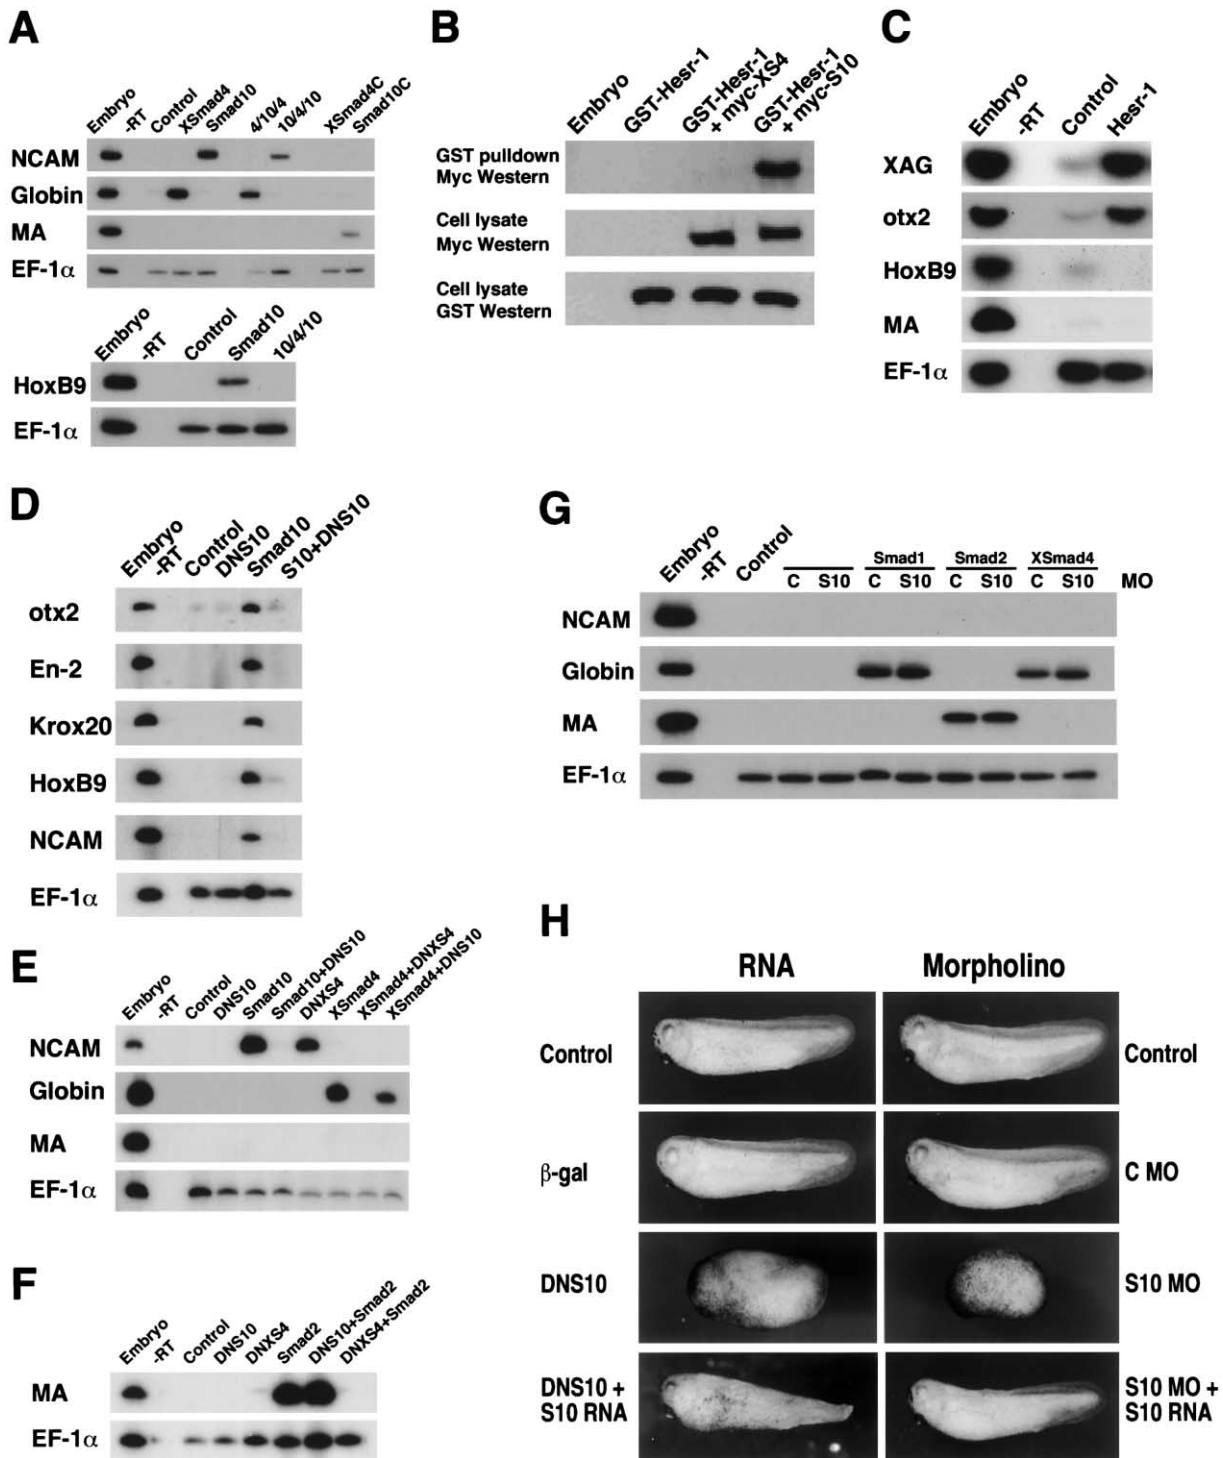 A
Embryo
-RT
Control
XSmad4
Smad10
4/10/4
10/4/10
XSmad4C
Smad10C
NCAM
Globin
MA
EF-1α
Embryo
-RT
Control
Smad10
10/4/10
HoxB9
EF-1α
B
Embryo
GST-Hesr-1
GST-Hesr-1
+ myc-XS4
GST-Hesr-1
+ myc-S10
GST pulldown
Myc Western
Cell lysate
Myc Western
Cell lysate
GST Western
C
Embryo
-RT
Control
Hesr-1
XAG
otx2
HoxB9
MA
EF-1α
D
Embryo
-RT
Control
DNS10
Smad10
S10+DNS10
otx2
En-2
Krox20
HoxB9
NCAM
EF-1α
E
Embryo
-RT
Control
DNS10
Smad10
Smad10+DNS10
DNXS4
XSmad4
XSmad4+DNXS4
XSmad4+DNS10
NCAM
Globin
MA
EF-1α
F
Embryo
-RT
Control
DNS10
DNXS4
Smad2
DNS10+Smad2
DNXS4+Smad2
MA
EF-1α
G
Embryo
-RT
Control
Smad1 Smad2 XSmad4
C S10 C S10 C S10 C S10 MO
NCAM
Globin
MA
EF-1α
H
RNA Morpholino
Control Control
β-gal C MO
DNS10 S10 MO
DNS10 + S10 MO +
S10 RNA S10 RNA